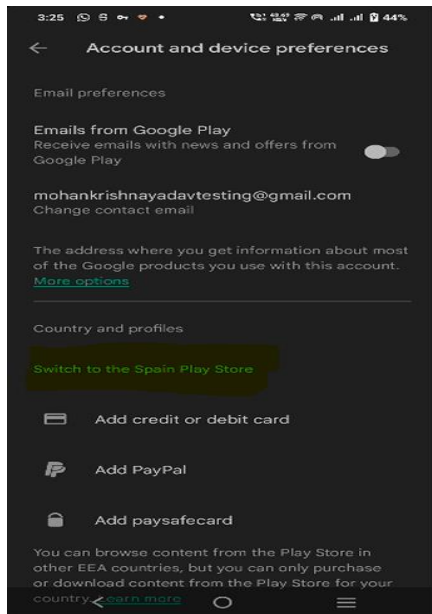 3:25 44%
Account and device preferences
Email preferences
Emails from Google Play
Receive emails with news and offers from
Google Play
mohankrishnayadavtesting@gmail.com
Change contact email
The address where you get information about most
of the Google products you use with this account.
More options
Country and profiles
Switch to the Spain Play Store
Add credit or debit card
Add PayPal
Add paysafecard
You can browse content from the Play Store in
other EEA countries, but you can only purchase
or download content from the Play Store for your
country. Learn more